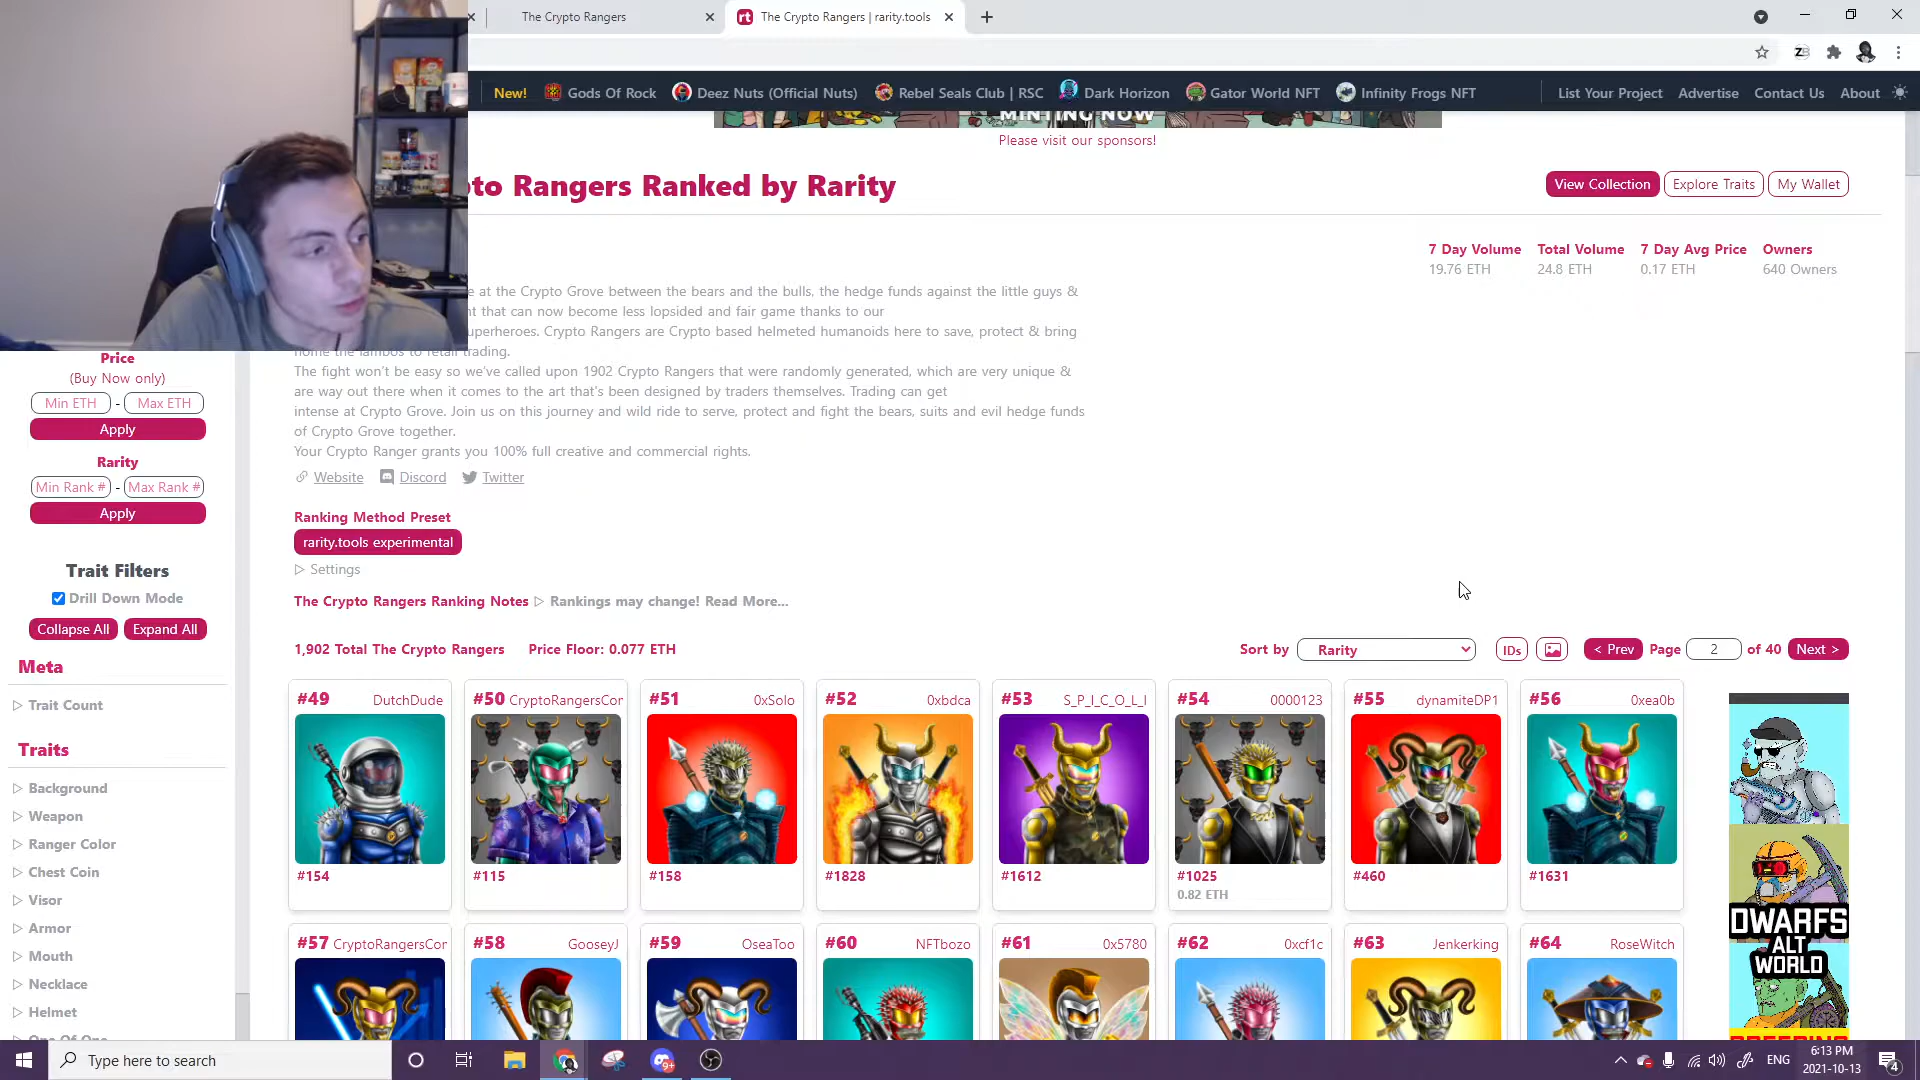 The Crypto Rangers
The Crypto Rangers | rarity.tools
New!
Gods Of Rock
Deez Nuts (Official Nuts)
Rebel Seals Club | RSC
Dark Horizon
Gator World NFT
Infinity Frogs NFT
List Your Project
Advertise
Contact Us
About
MINTING NOW
Please visit our sponsors!
to Rangers Ranked by Rarity
View Collection
Explore Traits
My Wallet
7 Day Volume
Total Volume
7 Day Avg Price
Owners
19.76 ETH
24.8 ETH
0.17 ETH
640 Owners
e at the Crypto Grove between the bears and the bulls, the hedge funds against the little guys &
t that can now become less lopsided and fair game thanks to our
uperheroes. Crypto Rangers are Crypto based helmeted humanoids here to save, protect & bring
home the lambos to retail trading.
The fight won't be easy so we've called upon 1902 Crypto Rangers that were randomly generated, which are very unique &
are way out there when it comes to the art that's been designed by traders themselves. Trading can get
intense at Crypto Grove. Join us on this journey and wild ride to serve, protect and fight the bears, suits and evil hedge funds
of Crypto Grove together.
Your Crypto Ranger grants you 100% full creative and commercial rights.
Website
Discord
Twitter
Ranking Method Preset
rarity.tools experimental
Settings
The Crypto Rangers Ranking Notes
Rankings may change! Read More...
Price
(Buy Now only)
Min ETH - Max ETH
Apply
Rarity
Min Rank # - Max Rank #
Apply
Trait Filters
Drill Down Mode
Collapse All
Expand All
Meta
Trait Count
Traits
Background
Weapon
Ranger Color
Chest Coin
Visor
Armor
Mouth
Necklace
Helmet
One Of One
1,902 Total The Crypto Rangers
Price Floor: 0.077 ETH
Sort by
Rarity
IDs
< Prev
Page
2
of 40
Next >
#49 DutchDude
#50 CryptoRangersCor
#51 0xSolo
#52 0xbdca
#53 S_P_I_C_O_L_I
#54 0000123
#55 dynamiteDP1
#56 0xea0b
#154
#115
#158
#1828
#1612
#1025
0.82 ETH
#460
#1631
#57 CryptoRangersCor
#58 GooseyJ
#59 OseaToo
#60 NFTbozo
#61 0x5780
#62 0xcf1c
#63 Jenkerking
#64 RoseWitch
DWARFS
ALT
WORLD
Type here to search
9+
ENG
6:13 PM
2021-10-13
4